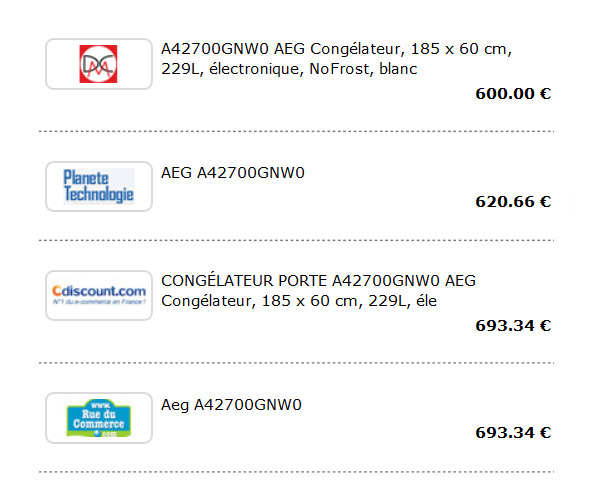 A42700GNW0 AEG Congélateur, 185 x 60 cm,
229L, électronique, NoFrost, blanc
600.00 €
Planete
Technologie
AEG A42700GNW0
620.66 €
Cdiscount.com
N°1 du e-commerce en France !
CONGÉLATEUR PORTE A42700GNW0 AEG
Congélateur, 185 x 60 cm, 229L, éle
693.34 €
www.
Rue du
Commerce
.com
Aeg A42700GNW0
693.34 €